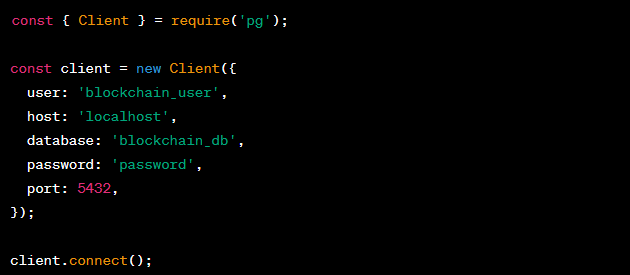 const { Client } = require('pg');
const client = new Client({
  user: 'blockchain_user',
  host: 'localhost',
  database: 'blockchain_db',
  password: 'password',
  port: 5432,
});
client.connect();